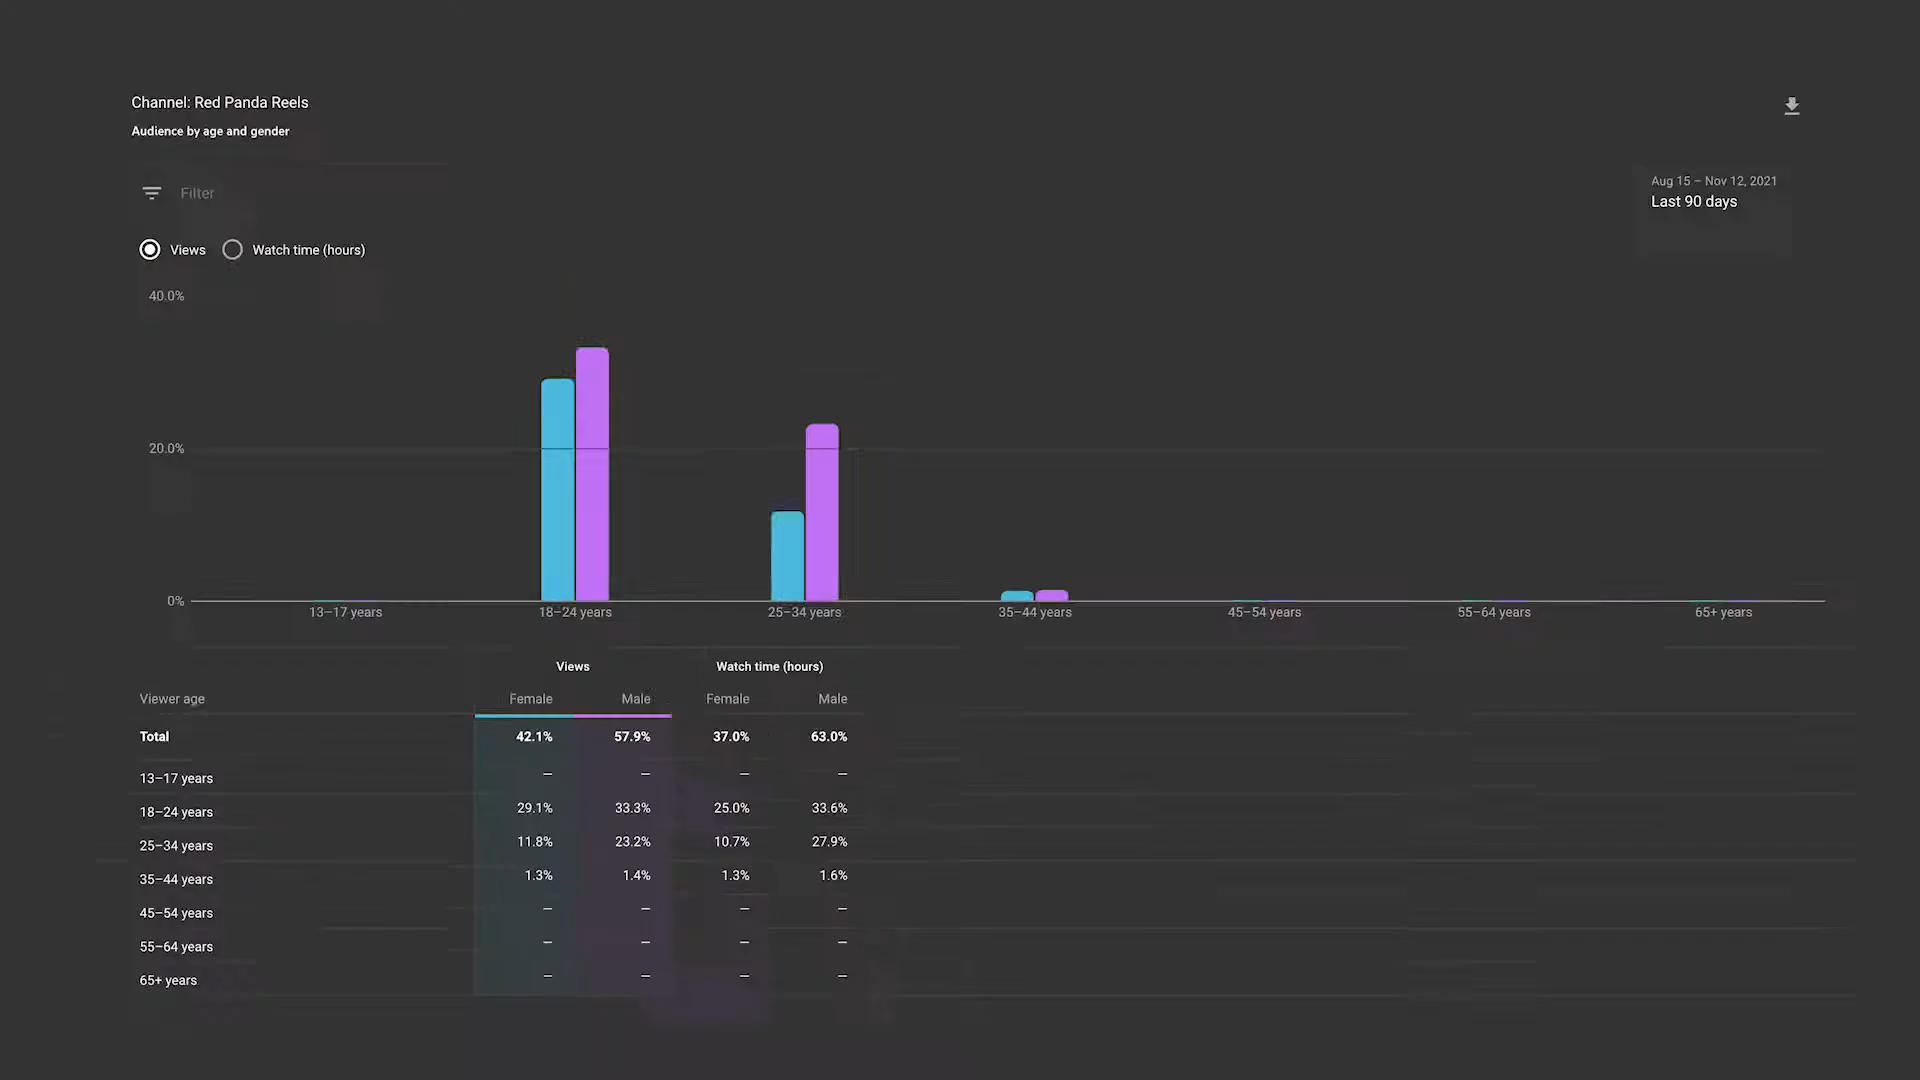 Channel: Red Panda Reels
Audience by age and gender
Filter
Aug 15 – Nov 12, 2021
Last 90 days
Views Watch time (hours)
40.0%
20.0%
0%
13–17 years 18–24 years 25–34 years 35–44 years 45–54 years 55–64 years 65+ years
Views Watch time (hours)
Viewer age Female Male Female Male
Total 42.1% 57.9% 37.0% 63.0%
13–17 years — — — —
18–24 years 29.1% 33.3% 25.0% 33.6%
25–34 years 11.8% 23.2% 10.7% 27.9%
35–44 years 1.3% 1.4% 1.3% 1.6%
45–54 years — — — —
55–64 years — — — —
65+ years — — — —